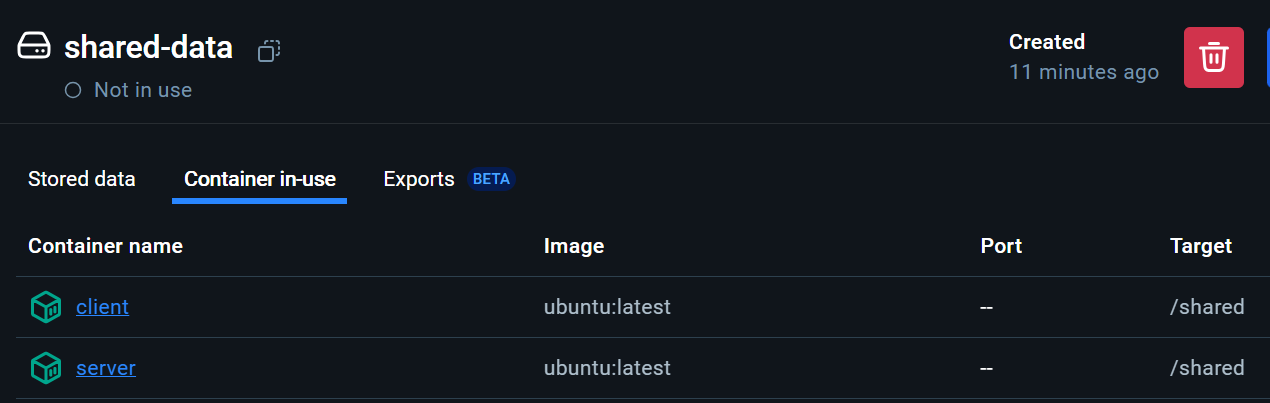 shared-data
Not in use
Created
11 minutes ago
Stored data Container in-use Exports BETA
Container name Image Port Target
client ubuntu:latest -- /shared
server ubuntu:latest -- /shared